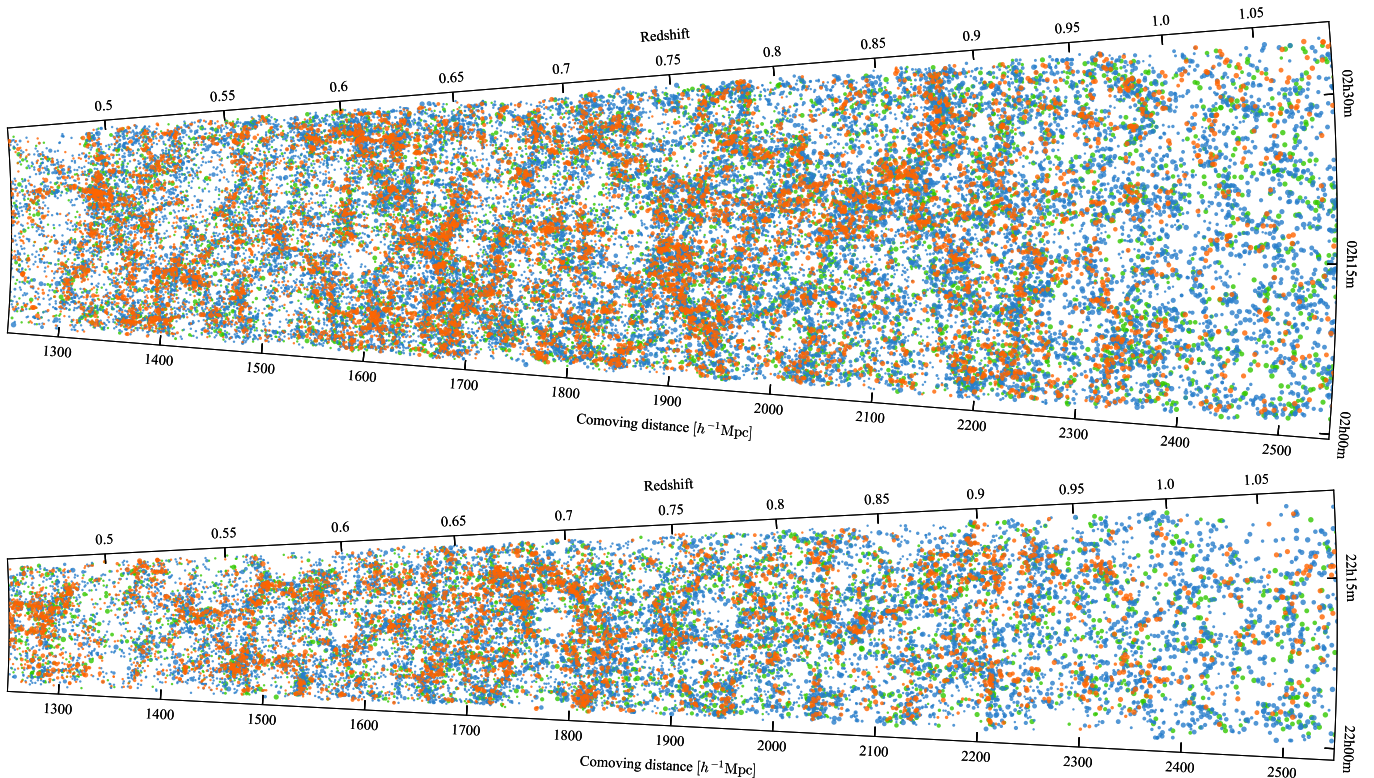 Redshift
0.5 0.55 0.6 0.65 0.7 0.75 0.8 0.85 0.9 0.95 1.0 1.05
02h30m
02h15m
02h00m
1300 1400 1500 1600 1700 1800 1900 2000 2100 2200 2300 2400 2500
Comoving distance [h⁻¹Mpc]
Redshift
0.5 0.55 0.6 0.65 0.7 0.75 0.8 0.85 0.9 0.95 1.0 1.05
22h15m
22h00m
1300 1400 1500 1600 1700 1800 1900 2000 2100 2200 2300 2400 2500
Comoving distance [h⁻¹Mpc]